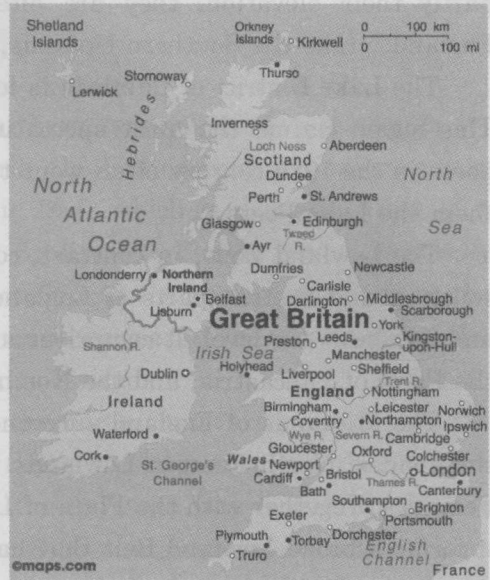 Shetland
Islands
Orkney
islands
Kirkwell
0 100 km
0 100 mi
Thurso
Stornoway
Lerwick
Hebrides
Inverness
Loch Ness
Aberdeen
Scotland
Dundee
North
Atlantic
Ocean
North
Sea
Perth
St. Andrews
Glasgow
Edinburgh
Tweed
R.
Ayr
Dumfries
Newcastle
Carlisle
Londonderry
Northern
Ireland
Belfast
Lisburn
Darlington
Middlesbrough
Scarborough
Great Britain
York
Shannon R.
Irish Sea
Preston
Leeds
Kingston-
upon-Hull
Manchester
Dublin
Holyhead
Liverpool
Sheffield
Trent R.
England
Nottingham
Ireland
Birmingham
Leicester
Norwich
Coventry
Northampton
Ipswich
Waterford
Wye R.
Severn R.
Cambridge
Cork
Gloucester
Oxford
Colchester
St. George's
Channel
Wales
Newport
London
Cardiff
Bristol
Thames R.
Bath
Canterbury
Southampton
Exeter
Brighton
Portsmouth
Plymouth
Torbay
Dorchester
Truro
English
Channel
©maps.com
France